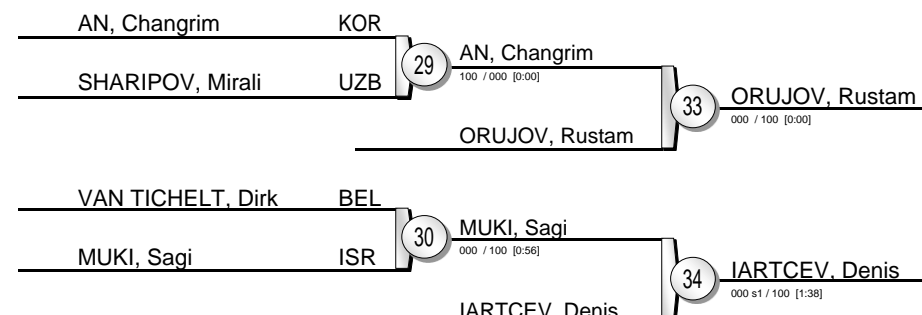 AN, Changrim KOR
SHARIPOV, Mirali UZB
29
AN, Changrim
100 / 000 [0:00]
ORUJOV, Rustam
33
ORUJOV, Rustam
000 / 100 [0:00]
VAN TICHELT, Dirk BEL
MUKI, Sagi ISR
30
MUKI, Sagi
000 / 100 [0:56]
IARTCEV, Denis
34
IARTCEV, Denis
000 s1 / 100 [1:38]